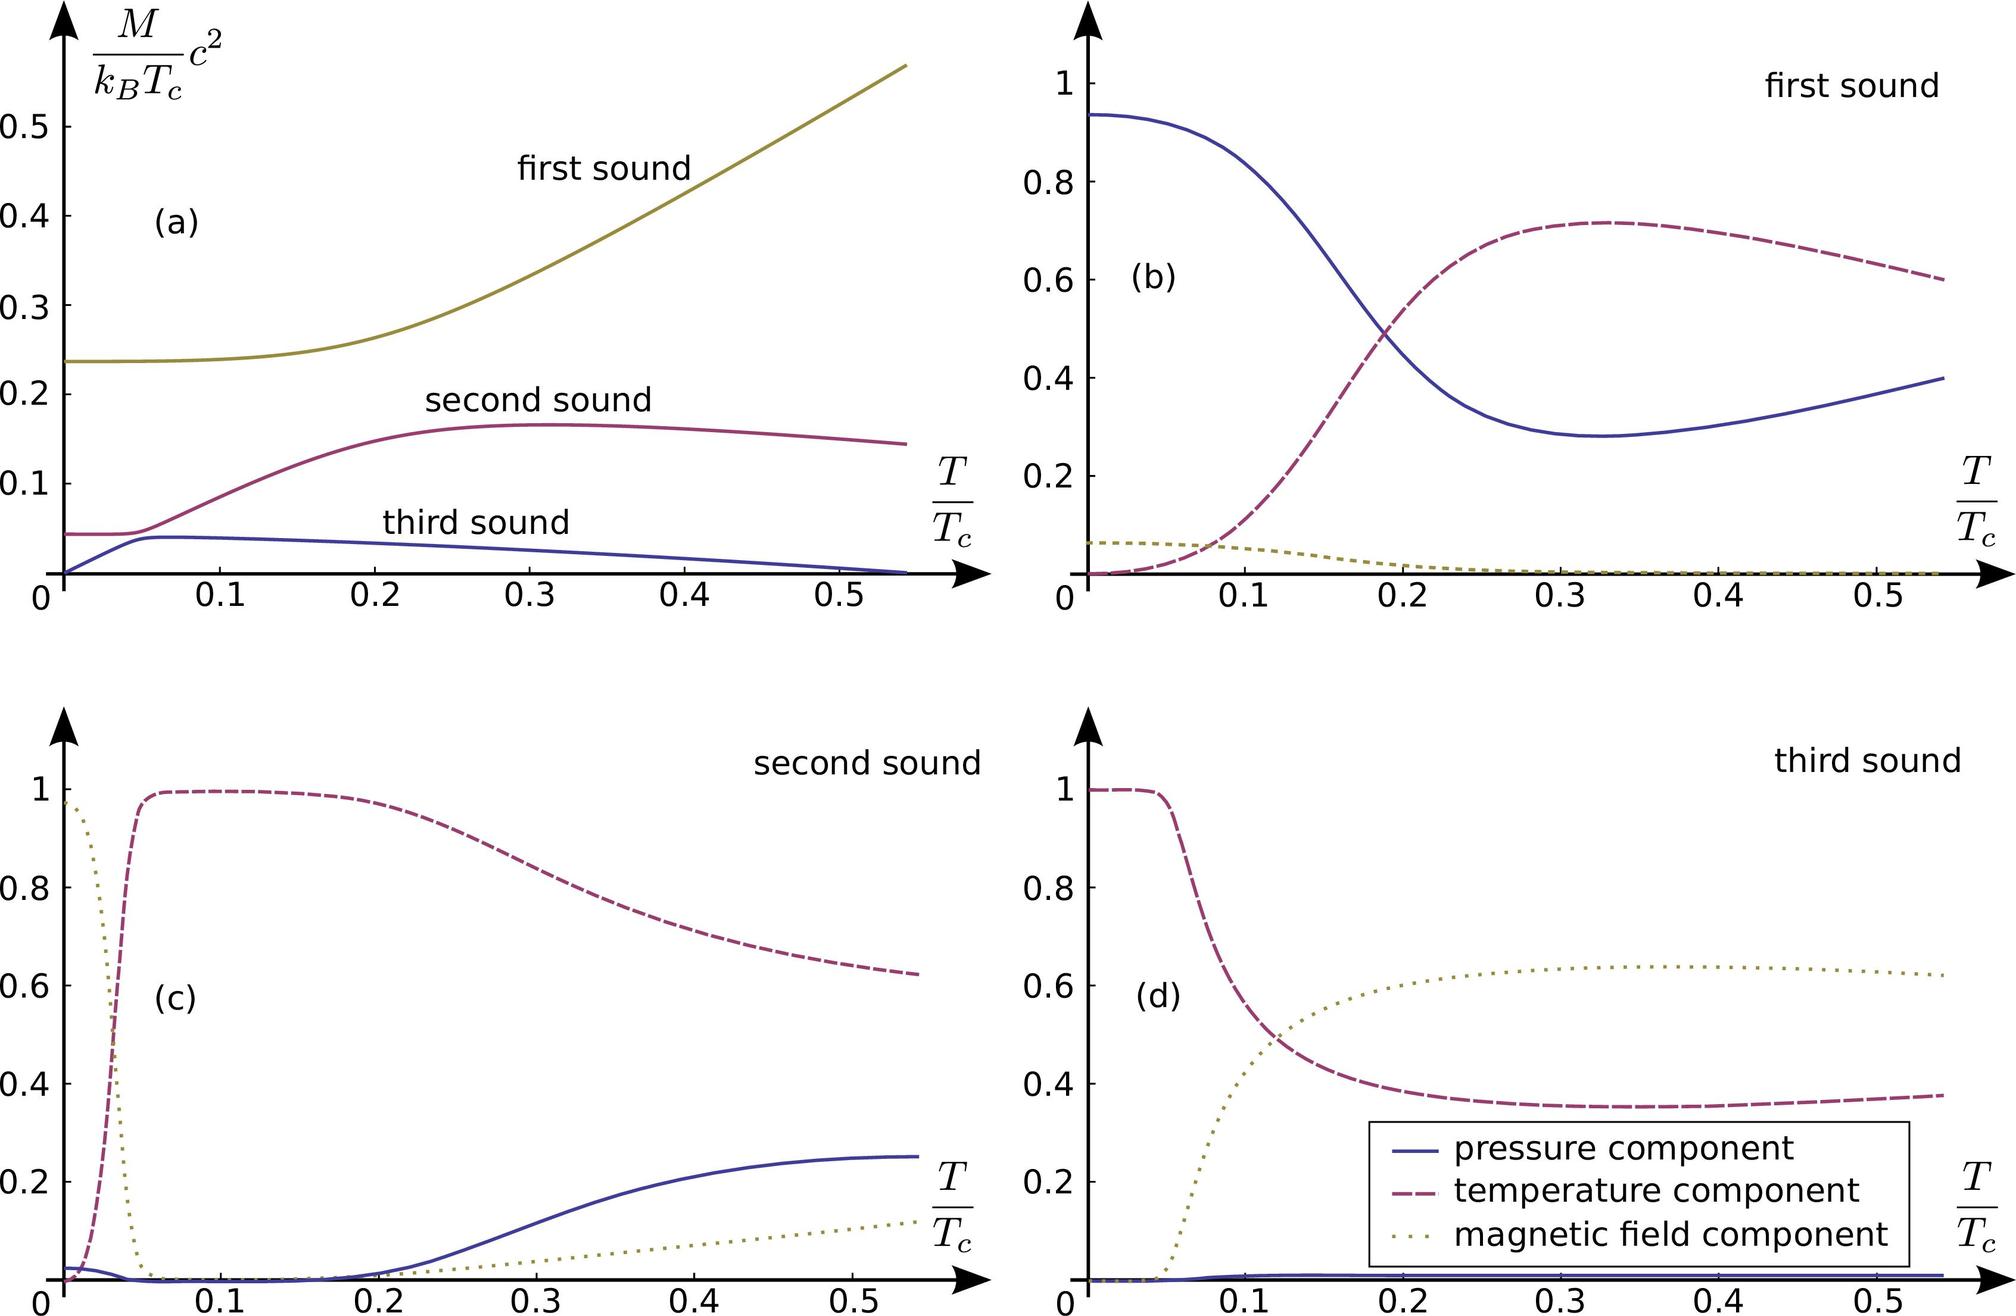 M/(k_B T_c) c²
0.5
0.4
0.3
0.2
0.1
0
(a)
first sound
second sound
third sound
T/T_c
0.1 0.2 0.3 0.4 0.5
1
0.8
0.6
0.4
0.2
0
(b)
first sound
T/T_c
0.1 0.2 0.3 0.4 0.5
1
0.8
0.6
0.4
0.2
0
(c)
second sound
T/T_c
0.1 0.2 0.3 0.4 0.5
1
0.8
0.6
0.4
0.2
0
(d)
third sound
pressure component
temperature component
magnetic field component
T/T_c
0.1 0.2 0.3 0.4 0.5